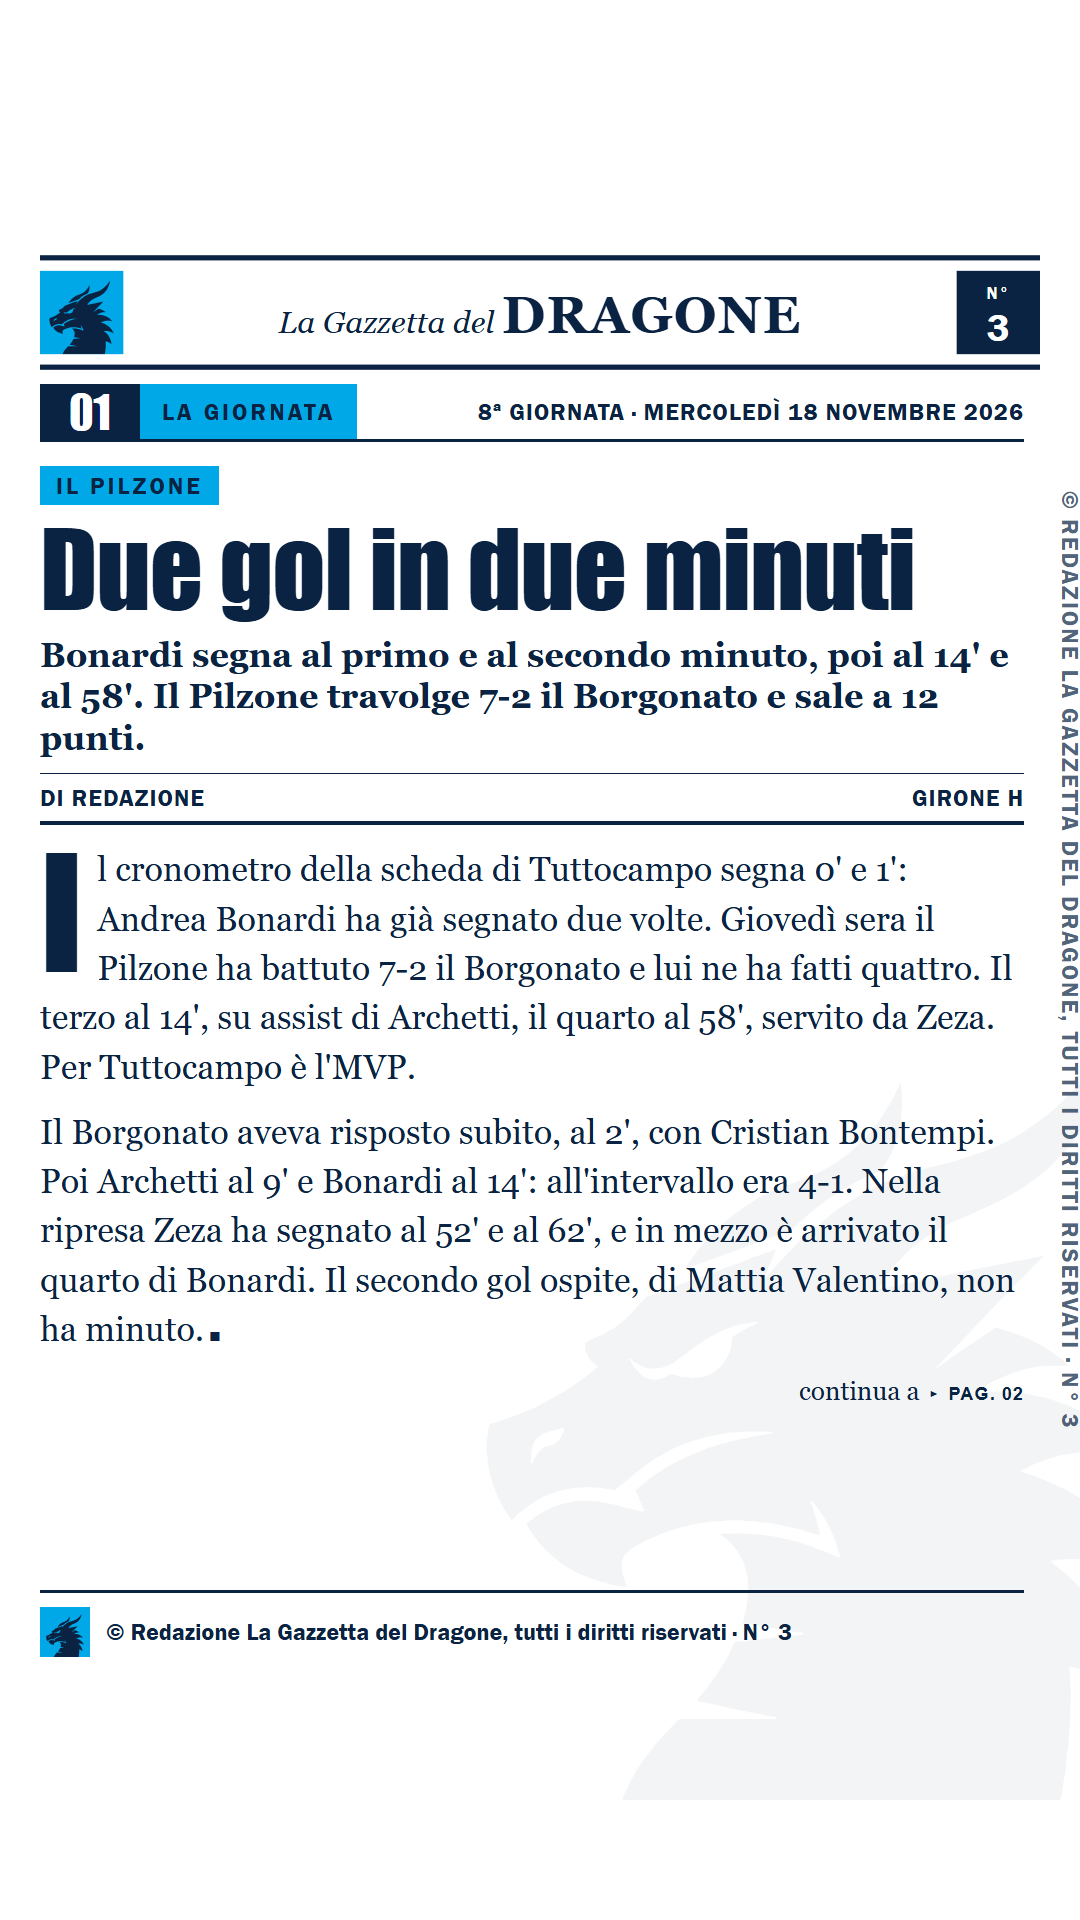 La Gazzetta del DRAGONE
N°
3
01
LA GIORNATA
8ª GIORNATA · MERCOLEDÌ 18 NOVEMBRE 2026
IL PILZONE
Due gol in due minuti
Bonardi segna al primo e al secondo minuto, poi al 14' e
al 58'. Il Pilzone travolge 7-2 il Borgonato e sale a 12
punti.
DI REDAZIONE
GIRONE H
Il cronometro della scheda di Tuttocampo segna 0' e 1':
Andrea Bonardi ha già segnato due volte. Giovedì sera il
Pilzone ha battuto 7-2 il Borgonato e lui ne ha fatti quattro. Il
terzo al 14', su assist di Archetti, il quarto al 58', servito da Zeza.
Per Tuttocampo è l'MVP.
Il Borgonato aveva risposto subito, al 2', con Cristian Bontempi.
Poi Archetti al 9' e Bonardi al 14': all'intervallo era 4-1. Nella
ripresa Zeza ha segnato al 52' e al 62', e in mezzo è arrivato il
quarto di Bonardi. Il secondo gol ospite, di Mattia Valentino, non
ha minuto. ■
continua a ▸ PAG. 02
© Redazione La Gazzetta del Dragone, tutti i diritti riservati · N° 3
© REDAZIONE LA GAZZETTA DEL DRAGONE, TUTTI I DIRITTI RISERVATI · N° 3